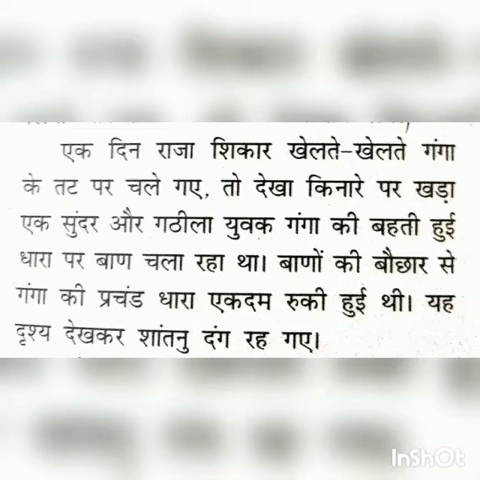 एक दिन राजा शिकार खेलते-खेलते गंगा
के तट पर चले गए, तो देखा किनारे पर खड़ा
एक सुंदर और गठीला युवक गंगा की बहती हुई
धारा पर बाण चला रहा था। बाणों की बौछार से
गंगा की प्रचंड धारा एकदम रुकी हुई थी। यह
दृश्य देखकर शांतनु दंग रह गए।
InShOt